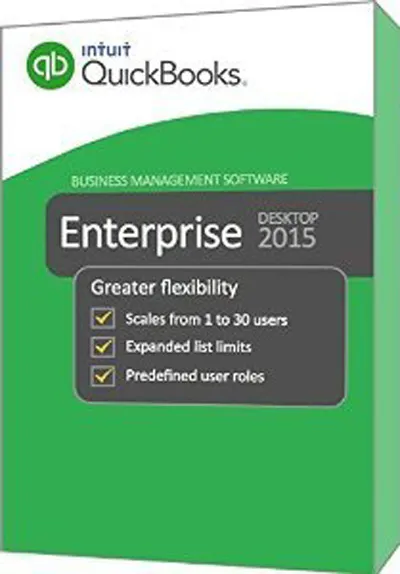 qb
intuit
QuickBooks.
BUSINESS MANAGEMENT SOFTWARE
Enterprise DESKTOP 2015
Greater flexibility
Scales from 1 to 30 users
Expanded list limits
Predefined user roles